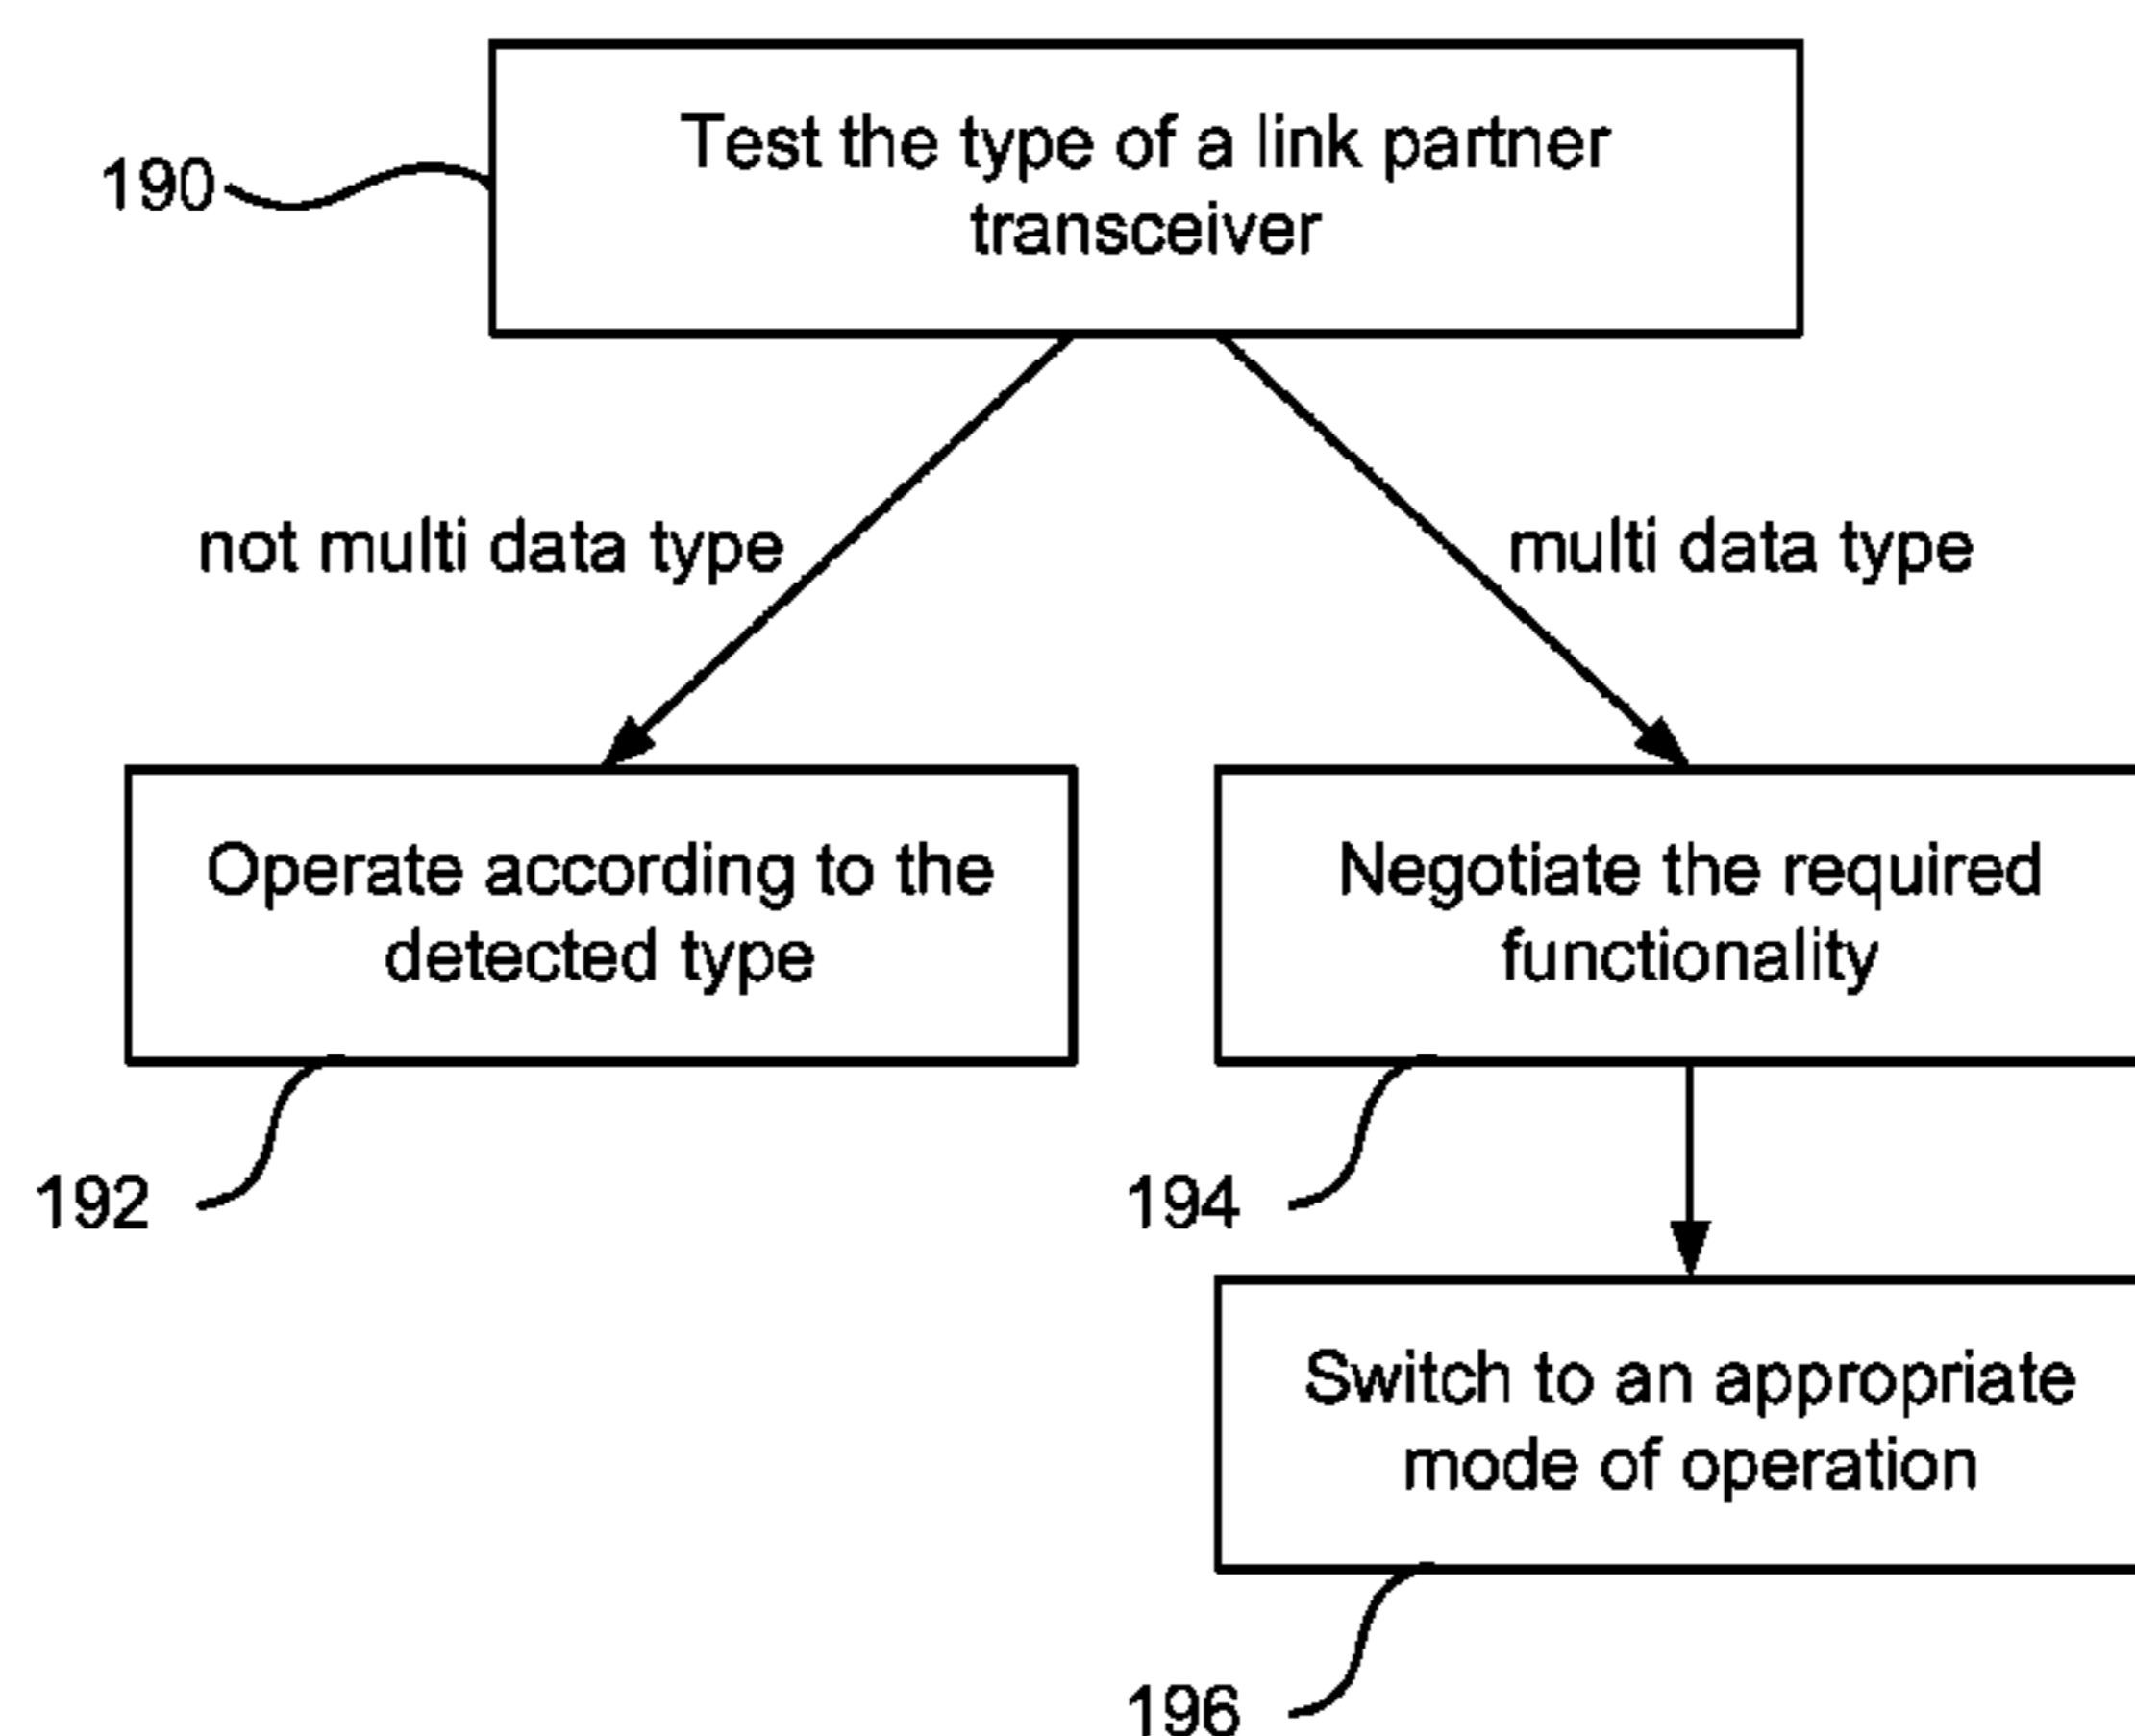 Test the type of a link partner
transceiver
190
not multi data type
multi data type
Operate according to the
detected type
Negotiate the required
functionality
192
194
Switch to an appropriate
mode of operation
196